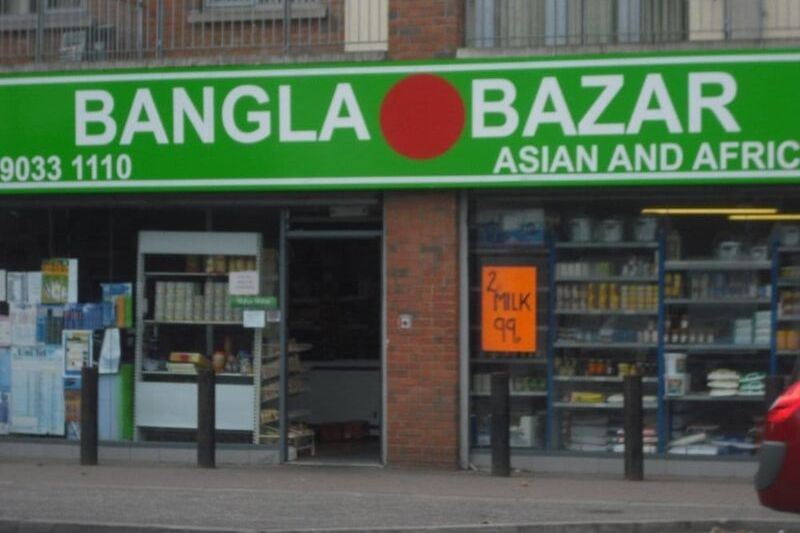 BANGLA BAZAR
9033 1110
ASIAN AND AFRIC
2
MILK
99